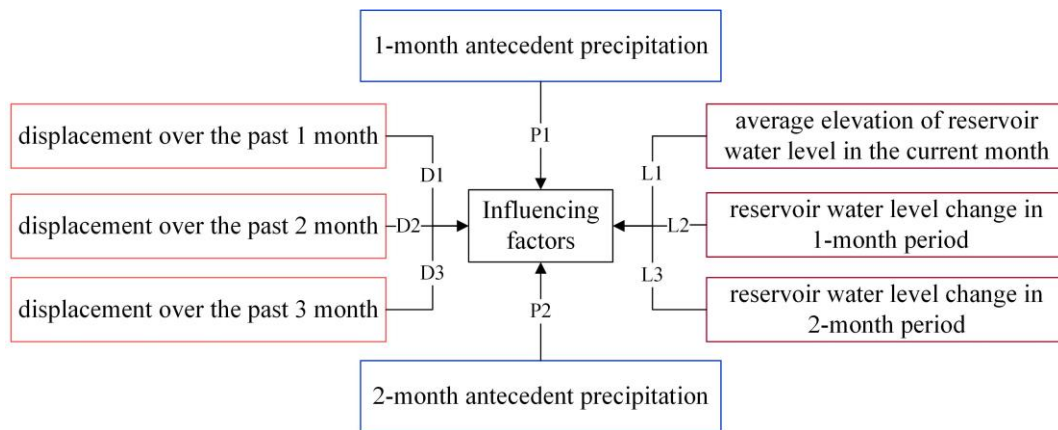 1-month antecedent precipitation
displacement over the past 1 month
displacement over the past 2 month
displacement over the past 3 month
D1
D2
D3
P1
Influencing
factors
P2
L1
L2
L3
average elevation of reservoir
water level in the current month
reservoir water level change in
1-month period
reservoir water level change in
2-month period
2-month antecedent precipitation